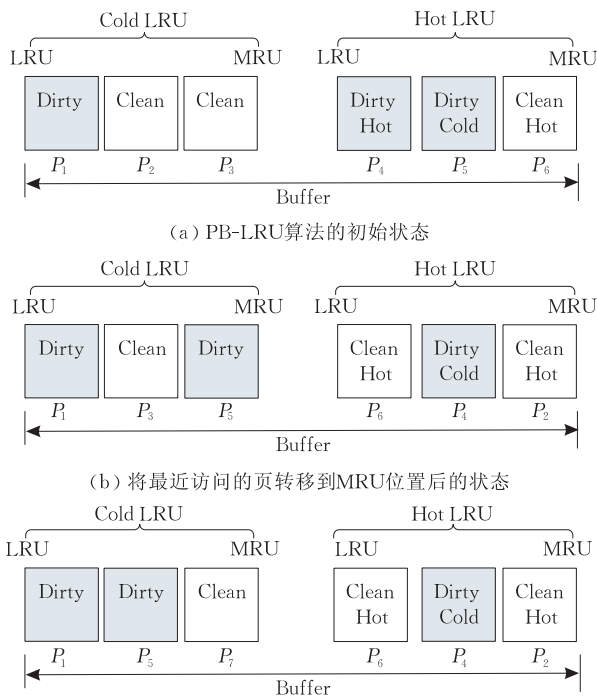 Cold LRU Hot LRU
LRU MRU LRU MRU
Dirty Clean Clean Dirty Dirty Clean
Hot Cold Hot
P1 P2 P3 P4 P5 P6
Buffer
(a) PB-LRU算法的初始状态
Cold LRU Hot LRU
LRU MRU LRU MRU
Dirty Clean Dirty Clean Dirty Clean
Hot Cold Hot
P1 P3 P5 P6 P4 P2
Buffer
(b) 将最近访问的页转移到MRU位置后的状态
Cold LRU Hot LRU
LRU MRU LRU MRU
Dirty Dirty Clean Clean Dirty Clean
Hot Cold Hot
P1 P5 P7 P6 P4 P2
Buffer